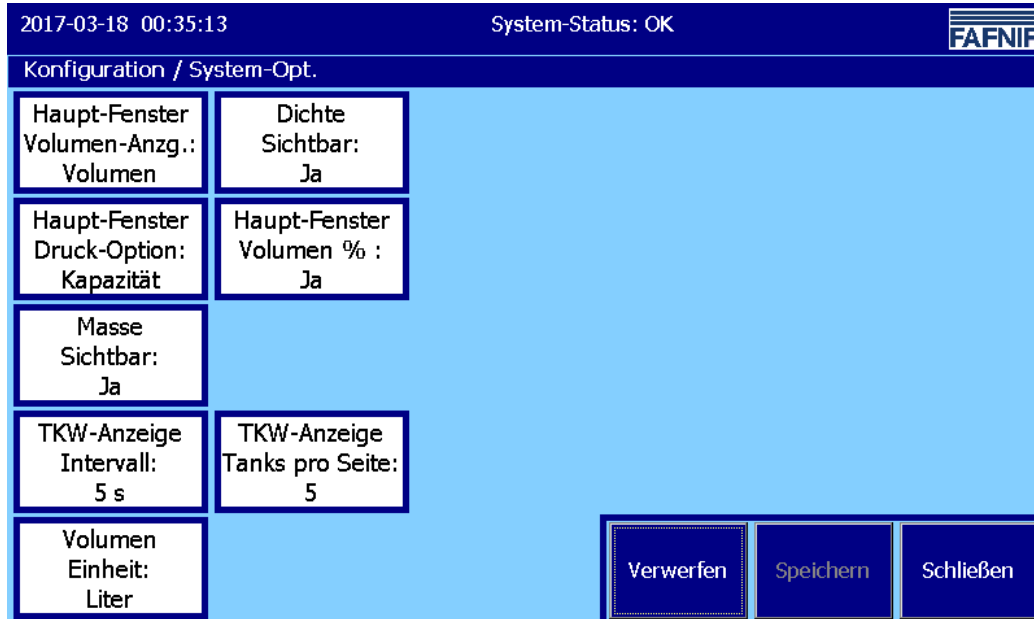 2017-03-18 00:35:13
System-Status: OK
FAFNIR
Konfiguration / System-Opt.
Haupt-Fenster
Volumen-Anzg.:
Volumen
Dichte
Sichtbar:
Ja
Haupt-Fenster
Druck-Option:
Kapazität
Haupt-Fenster
Volumen % :
Ja
Masse
Sichtbar:
Ja
TKW-Anzeige
Intervall:
5 s
TKW-Anzeige
Tanks pro Seite:
5
Volumen
Einheit:
Liter
Verwerfen
Speichern
Schließen